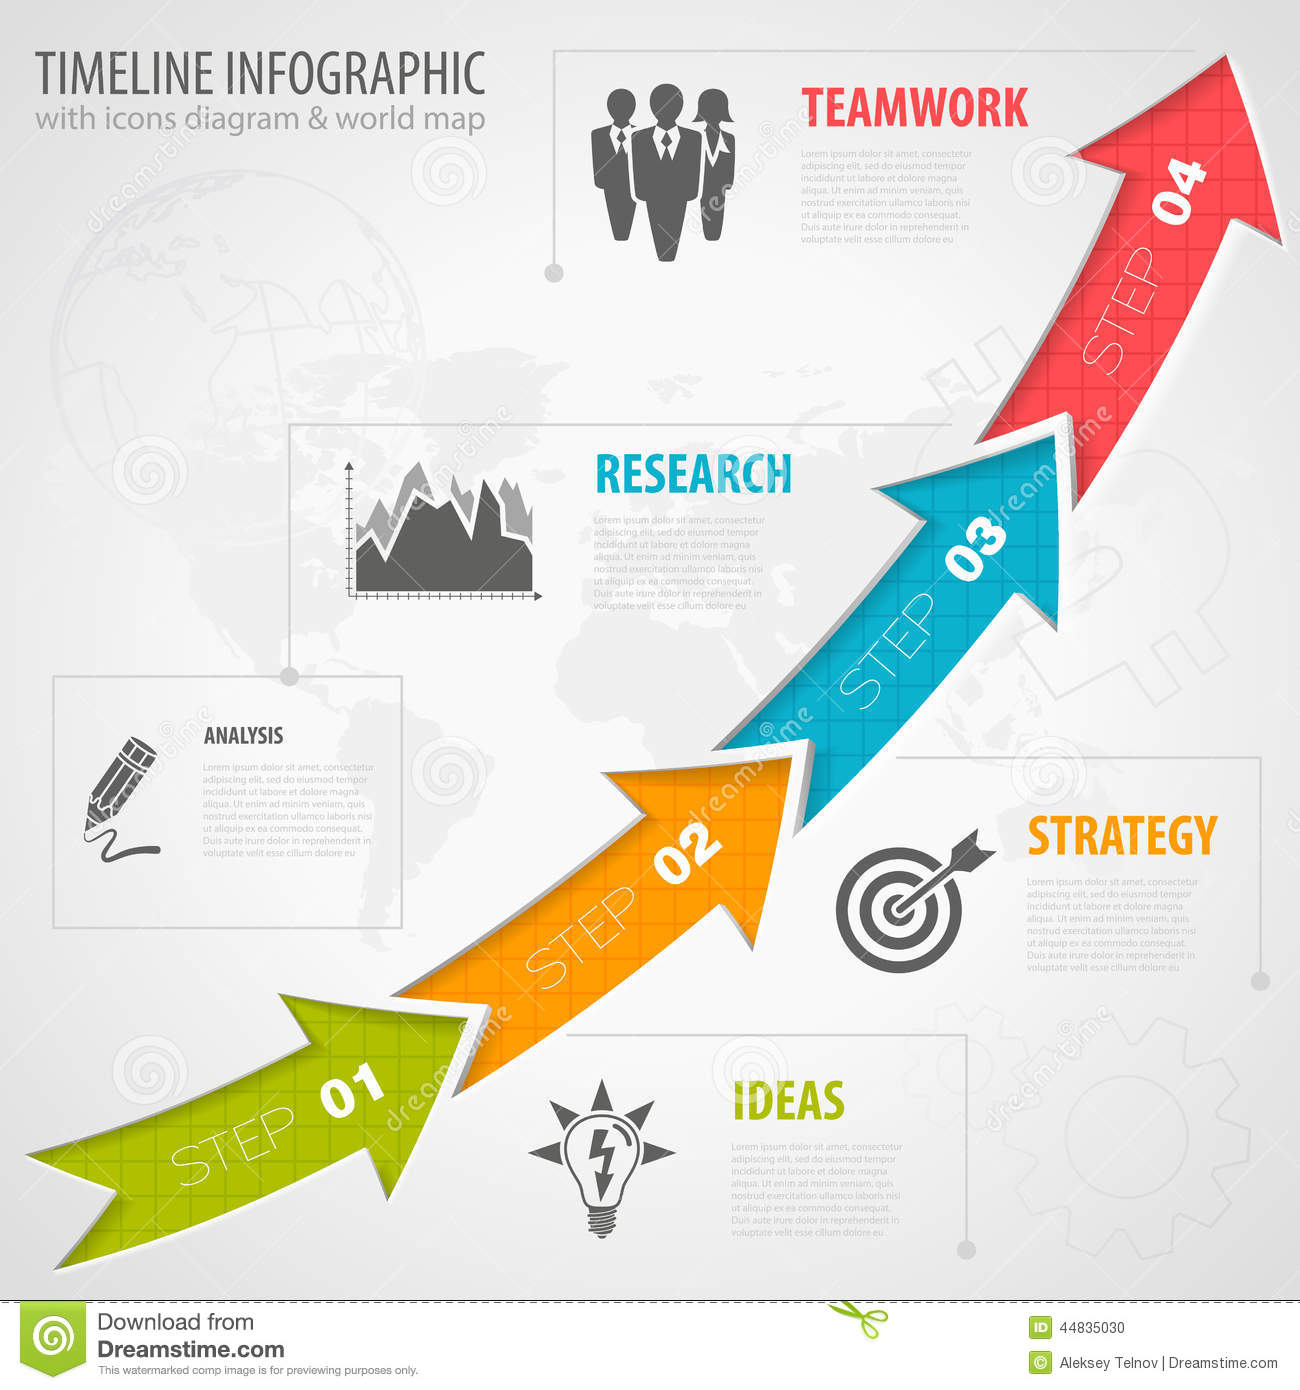 TIMELINE INFOGRAPHIC
with icons diagram & world map
TEAMWORK
Lorem ipsum dolor sit amet, consectetur
adipiscing elit, sed do eiusmod tempor
incididunt ut labore et dolore magna
aliqua. Ut enim ad minim veniam, quis
nostrud exercitation ullamco laboris nisi
ut aliquip ex ea commodo consequat.
Duis aute irure dolor in reprehenderit in
voluptate velit esse cillum dolore eu
04
STEP
RESEARCH
Lorem ipsum dolor sit amet, consectetur
adipiscing elit, sed do eiusmod tempor
incididunt ut labore et dolore magna
aliqua. Ut enim ad minim veniam, quis
nostrud exercitation ullamco laboris nisi
ut aliquip ex ea commodo consequat.
Duis aute irure dolor in reprehenderit in
voluptate velit esse cillum dolore eu
03
STEP
ANALYSIS
Lorem ipsum dolor sit amet, consectetur
adipiscing elit, sed do eiusmod tempor
incididunt ut labore et dolore magna
aliqua. Ut enim ad minim veniam, quis
nostrud exercitation ullamco laboris nisi
ut aliquip ex ea commodo consequat.
Duis aute irure dolor in reprehenderit in
voluptate velit esse cillum dolore eu
STRATEGY
Lorem ipsum dolor sit amet, consectetur
adipiscing elit, sed do eiusmod tempor
incididunt ut labore et dolore magna
aliqua. Ut enim ad minim veniam, quis
nostrud exercitation ullamco laboris nisi
ut aliquip ex ea commodo consequat.
Duis aute irure dolor in reprehenderit in
voluptate velit esse cillum dolore eu
STEP 02
STEP 01
IDEAS
Lorem ipsum dolor sit amet, consectetur
adipiscing elit, sed do eiusmod tempor
incididunt ut labore et dolore magna
aliqua. Ut enim ad minim veniam, quis
nostrud exercitation ullamco laboris nisi
ut aliquip ex ea commodo consequat.
Duis aute irure dolor in reprehenderit in
voluptate velit esse cillum dolore eu
Download from
Dreamstime.com
This watermarked comp image is for previewing purposes only.
ID 44835030
© Aleksey Telnov | Dreamstime.com